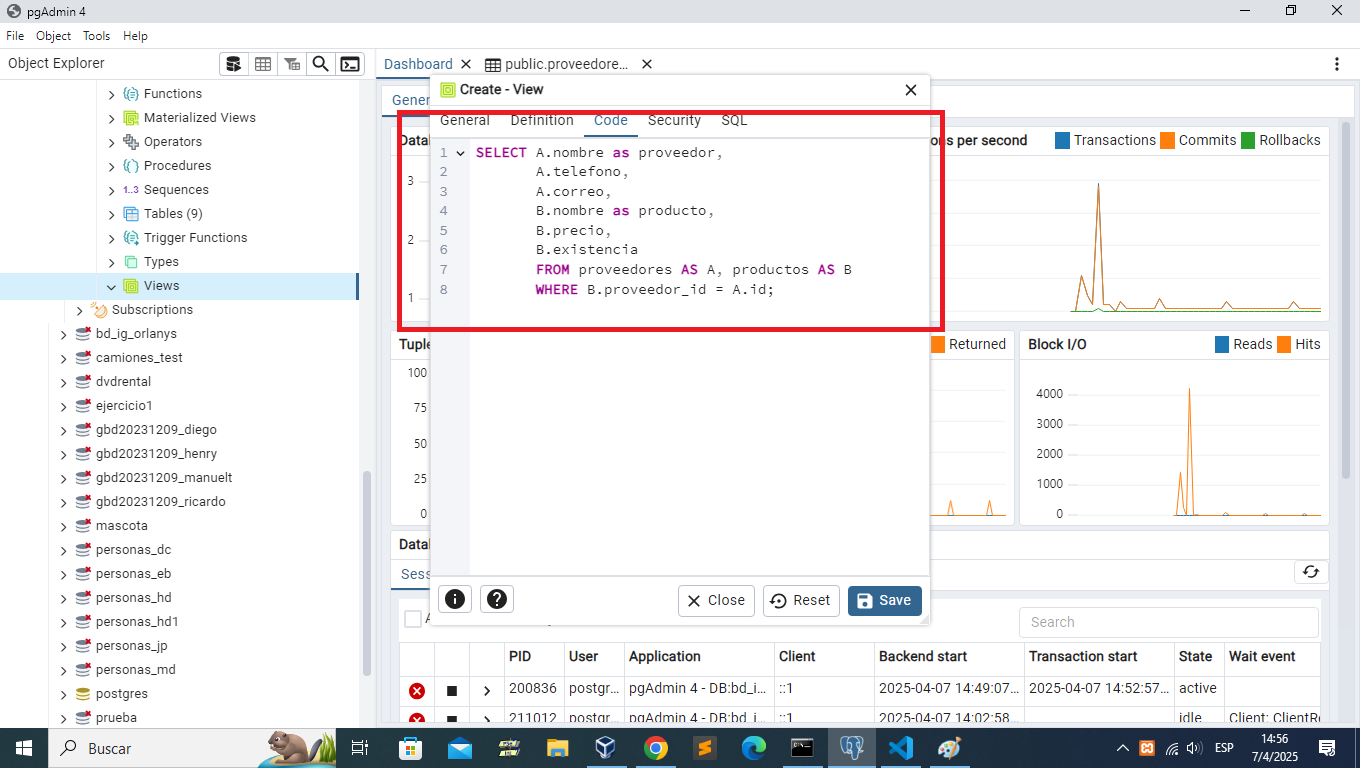 pgAdmin 4
File Object Tools Help
Object Explorer
Dashboard
public.proveedore...
Functions
Materialized Views
Operators
Procedures
1..3 Sequences
Tables (9)
Trigger Functions
Types
Views
Subscriptions
bd_ig_orlanys
camiones_test
dvdrental
ejercicio1
gbd20231209_diego
gbd20231209_henry
gbd20231209_manuelt
gbd20231209_ricardo
mascota
personas_dc
personas_eb
personas_hd
personas_hd1
personas_jp
personas_md
postgres
prueba
Create - View
General Definition Code Security SQL
1 SELECT A.nombre as proveedor,
2 A.telefono,
3 A.correo,
4 B.nombre as producto,
5 B.precio,
6 B.existencia
7 FROM proveedores AS A, productos AS B
8 WHERE B.proveedor_id = A.id;
Close Reset Save
Gener
Datal
3
2
1
ons per second
Transactions Commits Rollbacks
Tuple
100
75
50
25
0
Returned
Block I/O
Reads Hits
4000
3000
2000
1000
0
Datal
Sess
Search
PID User Application Client Backend start Transaction start State Wait event
200836 postgr... pgAdmin 4 - DB:bd_i... ::1 2025-04-07 14:49:07... 2025-04-07 14:52:57... active
211012 postgr... pgAdmin 4 - DB:bd_i... ::1 2025-04-07 14:02:58... idle Client: ClientRe
Buscar
ESP
14:56
7/4/2025